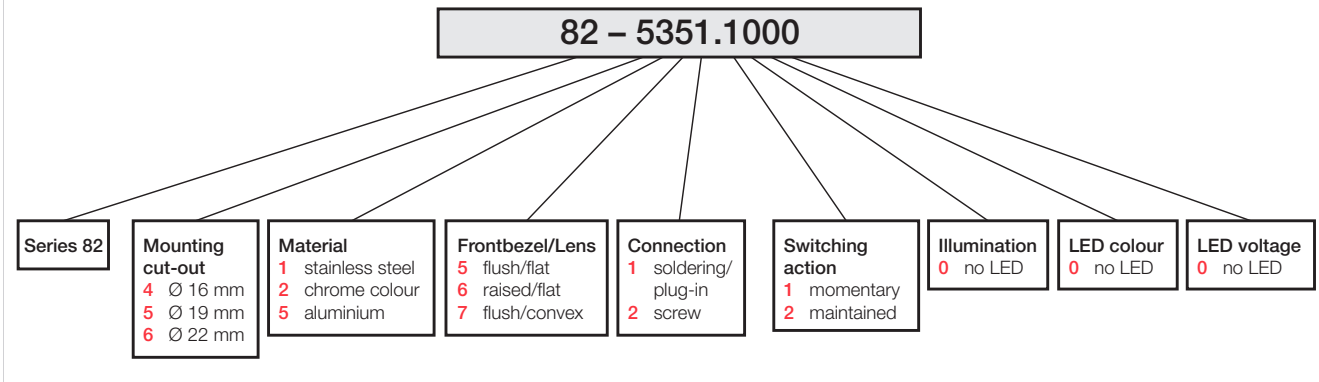 82 – 5351.1000
Series 82
Mounting
cut-out
4 Ø 16 mm
5 Ø 19 mm
6 Ø 22 mm
Material
1 stainless steel
2 chrome colour
5 aluminium
Frontbezel/Lens
5 flush/flat
6 raised/flat
7 flush/convex
Connection
1 soldering/
plug-in
2 screw
Switching
action
1 momentary
2 maintained
Illumination
0 no LED
LED colour
0 no LED
LED voltage
0 no LED